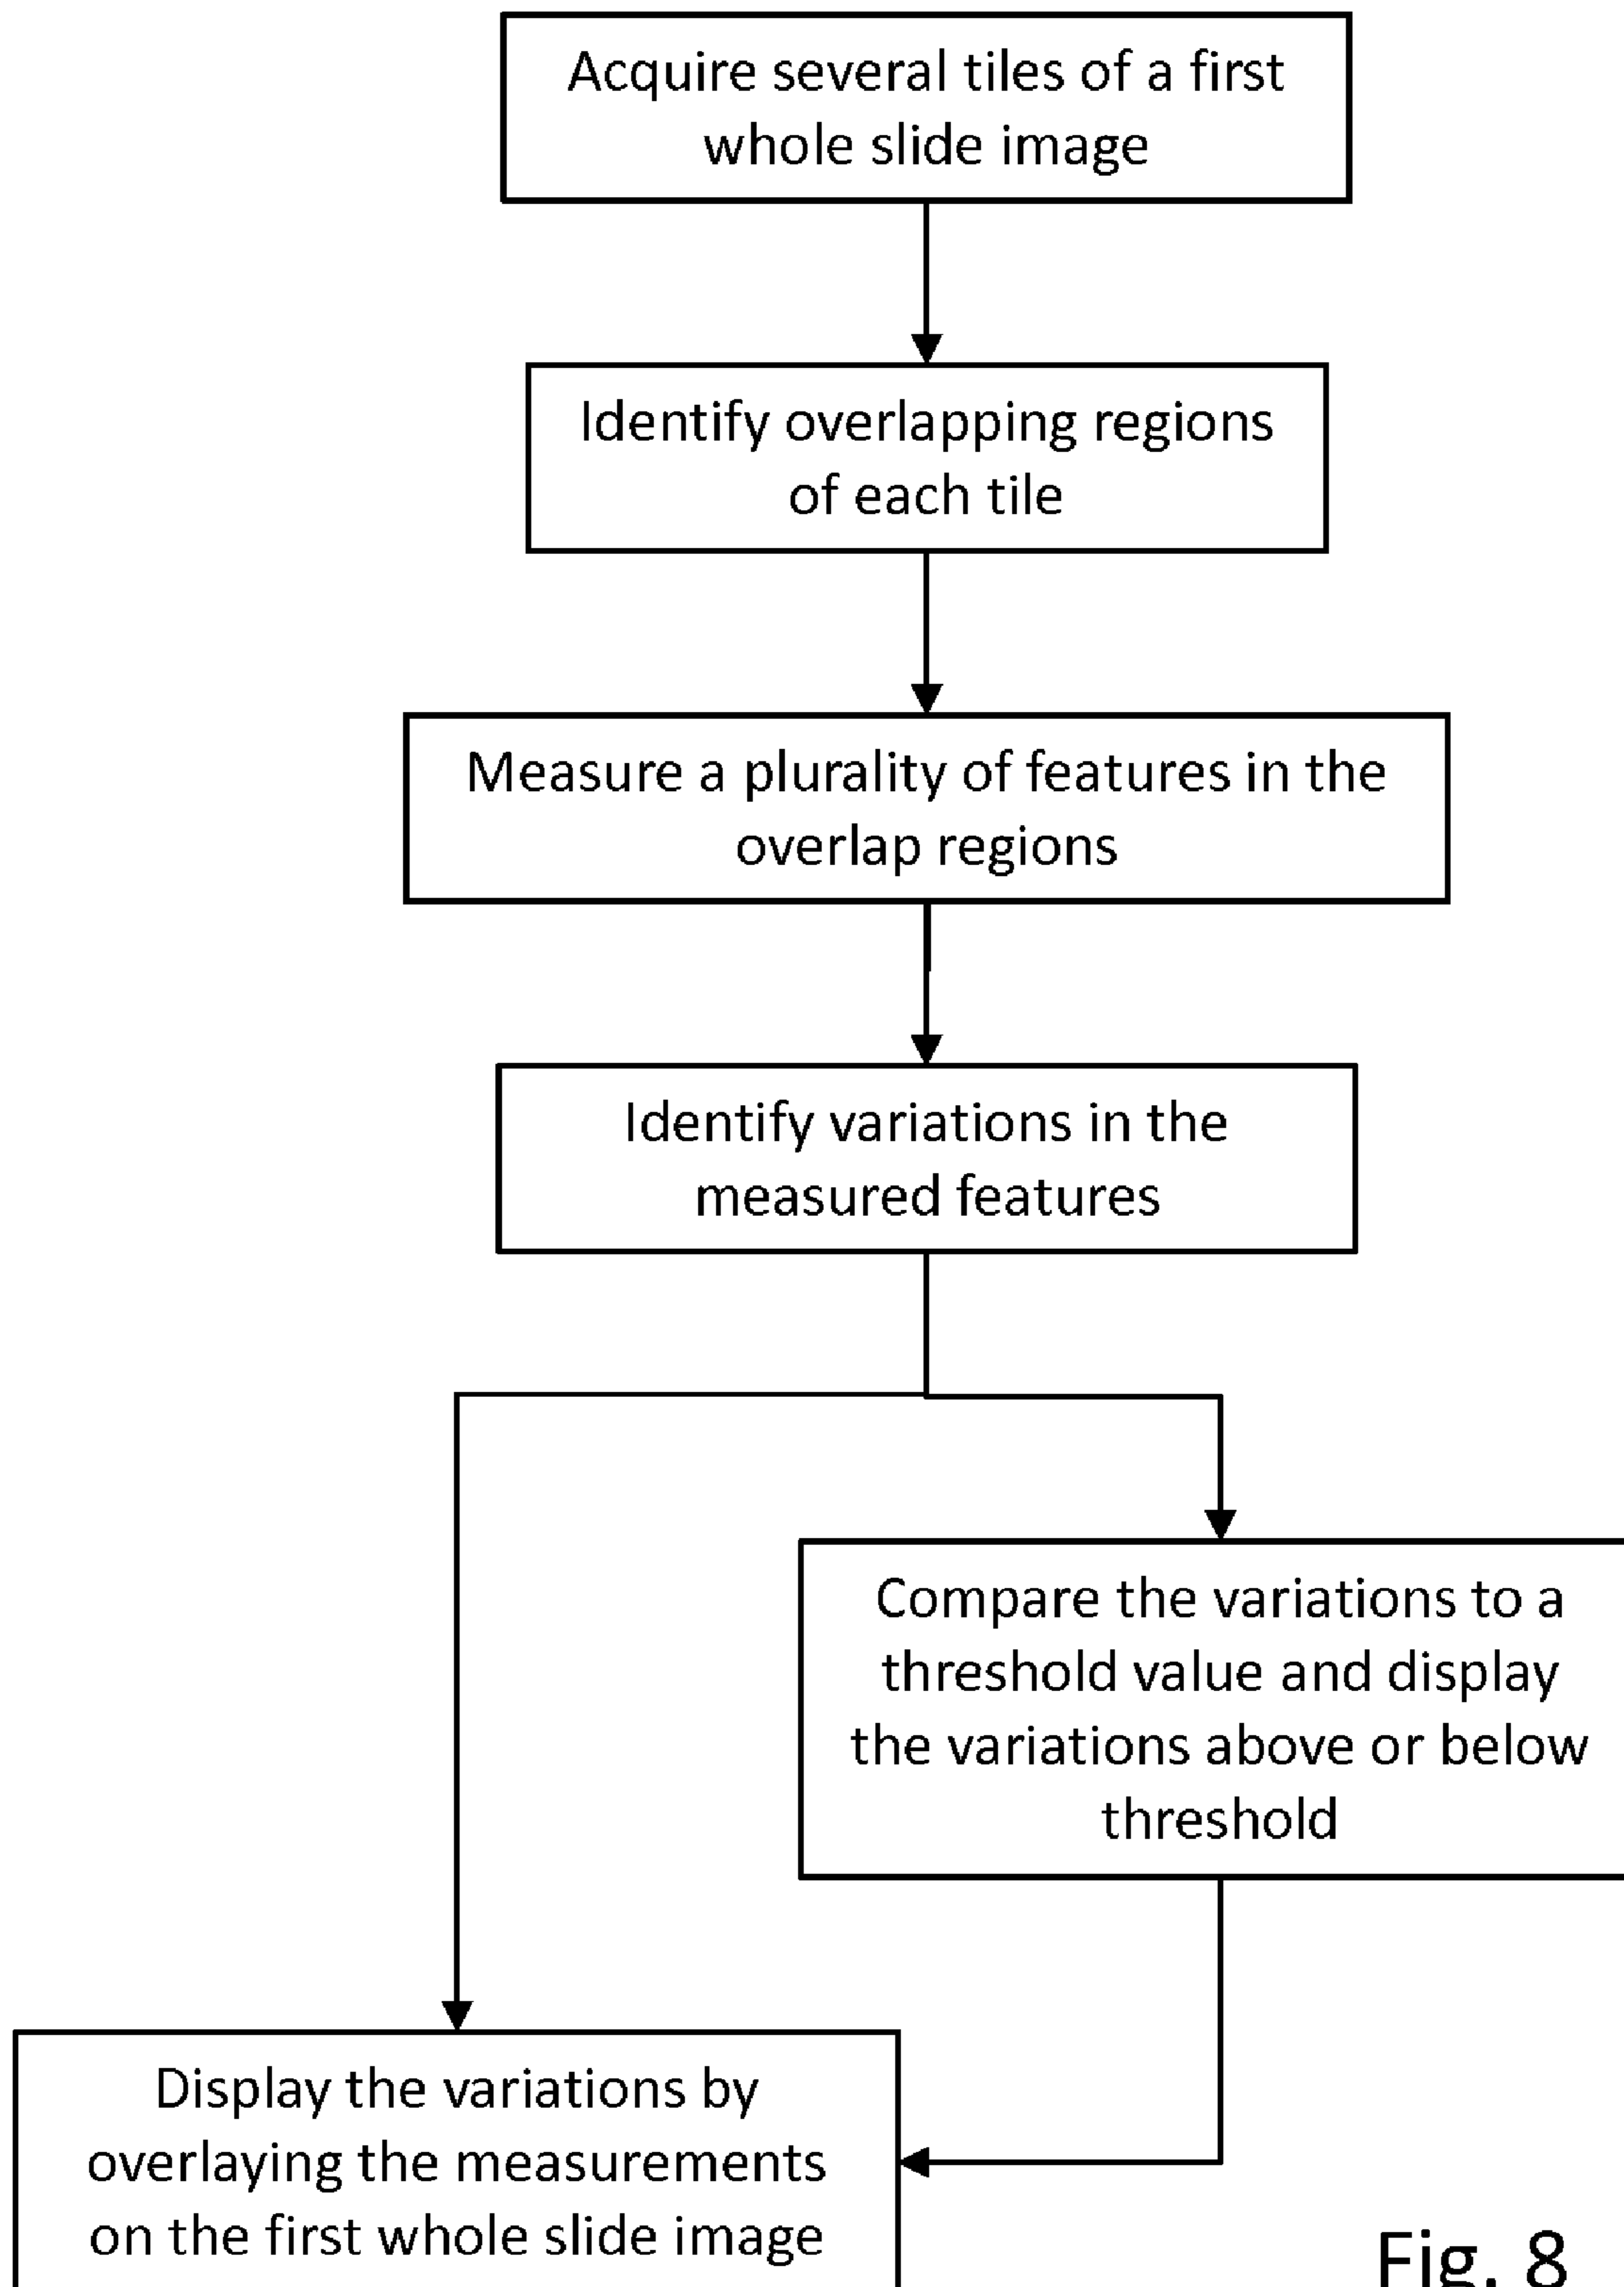 Acquire several tiles of a first
whole slide image
Identify overlapping regions
of each tile
Measure a plurality of features in the
overlap regions
Identify variations in the
measured features
Compare the variations to a
threshold value and display
the variations above or below
threshold
Display the variations by
overlaying the measurements
on the first whole slide image
Fig. 8